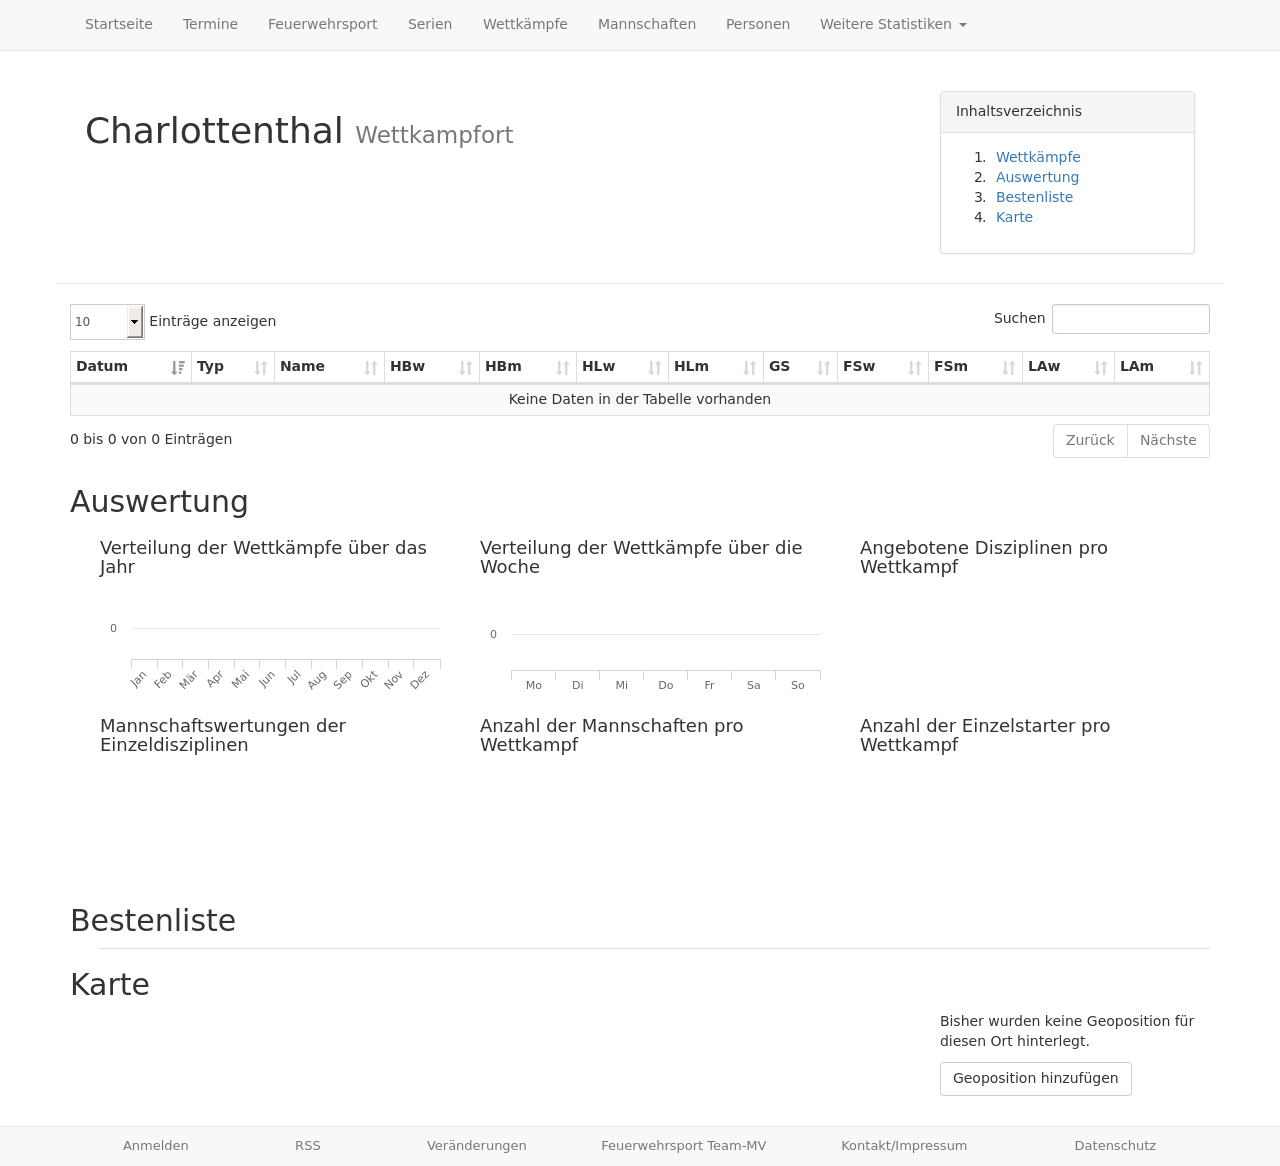 Startseite Termine Feuerwehrsport Serien Wettkämpfe Mannschaften Personen Weitere Statistiken
Charlottenthal Wettkampfort
Inhaltsverzeichnis
1. Wettkämpfe
2. Auswertung
3. Bestenliste
4. Karte
10 Einträge anzeigen
Suchen
Datum Typ Name HBw HBm HLw HLm GS FSw FSm LAw LAm
Keine Daten in der Tabelle vorhanden
0 bis 0 von 0 Einträgen
Zurück Nächste
Auswertung
Verteilung der Wettkämpfe über das
Jahr
0
Jan Feb Mär Apr Mai Jun Jul Aug Sep Okt Nov Dez
Verteilung der Wettkämpfe über die
Woche
0
Mo Di Mi Do Fr Sa So
Angebotene Disziplinen pro
Wettkampf
Mannschaftswertungen der
Einzeldisziplinen
Anzahl der Mannschaften pro
Wettkampf
Anzahl der Einzelstarter pro
Wettkampf
Bestenliste
Karte
Bisher wurden keine Geoposition für
diesen Ort hinterlegt.
Geoposition hinzufügen
Anmelden RSS Veränderungen Feuerwehrsport Team-MV Kontakt/Impressum Datenschutz